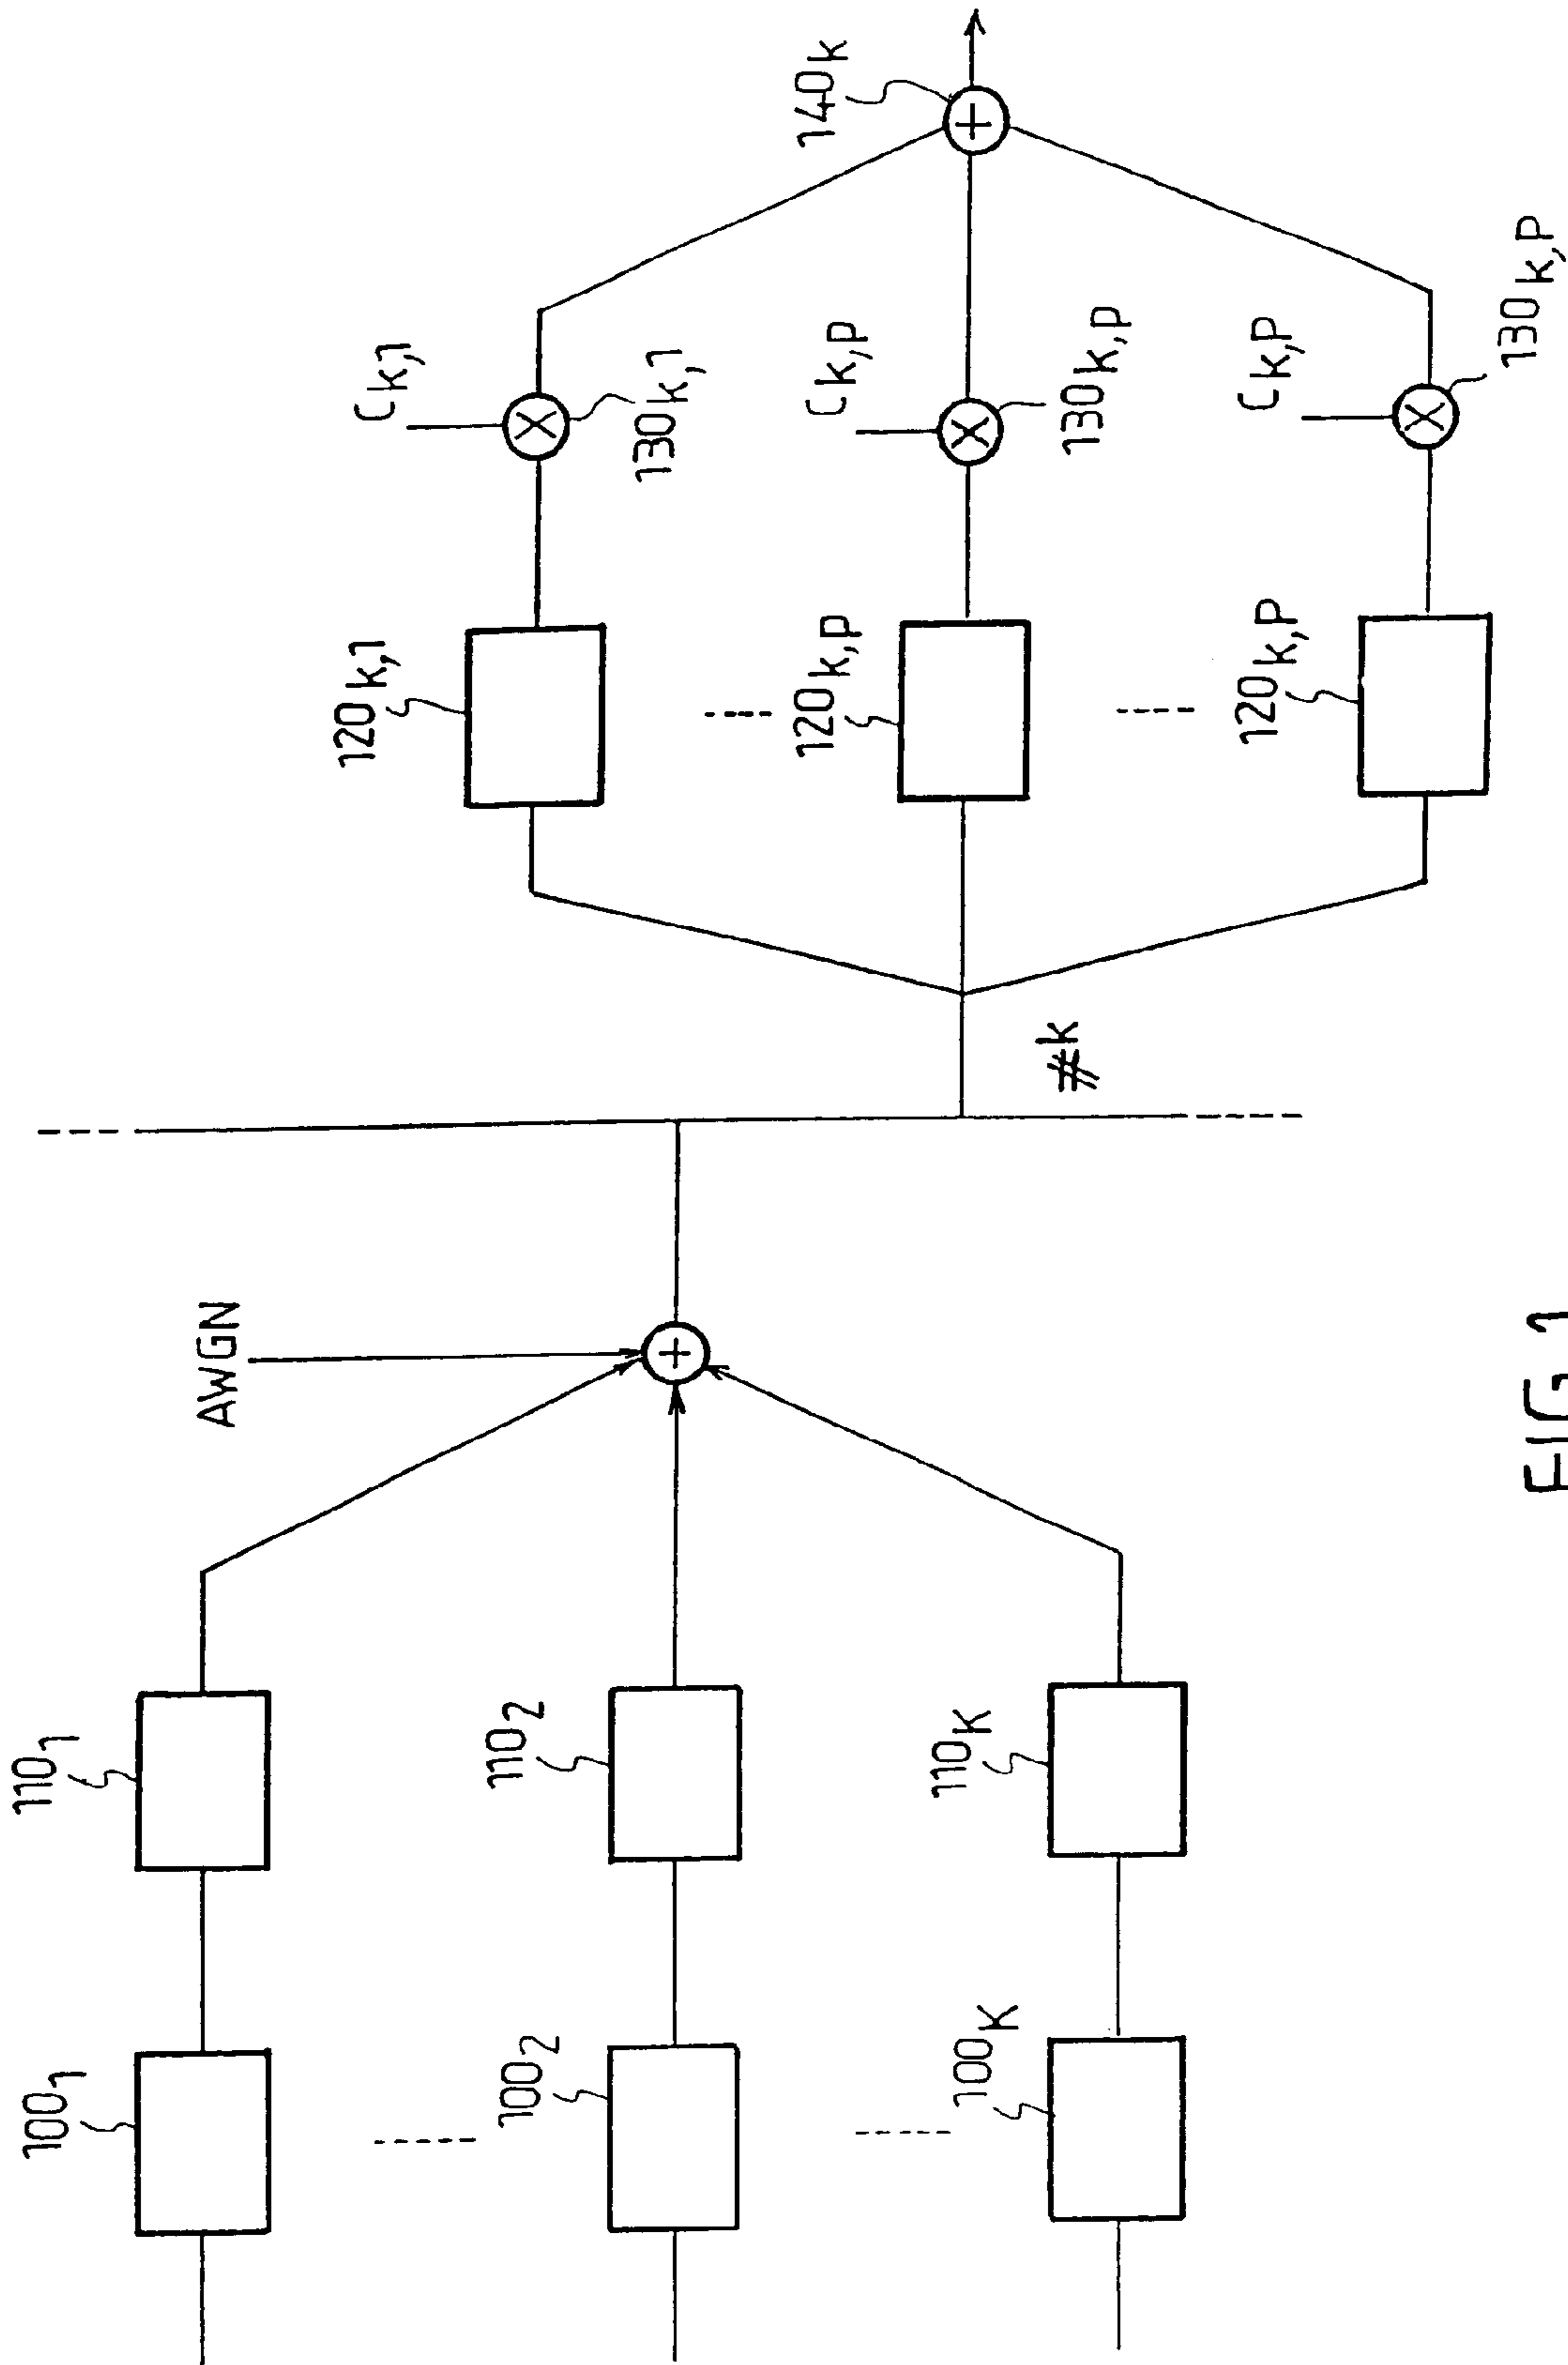 100₁
110₁
AWGN
120k,1
Ck,1
130k,1
100₂
110₂
120k,p
Ck,p
130k,p
140k
100K
110K
#k
120k,P
Ck,P
130k,P
FIG.1